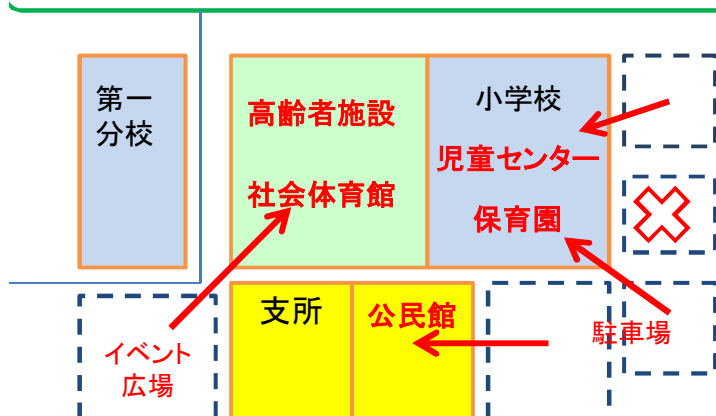 第一
分校
高齢者施設
社会体育館
小学校
児童センター
保育園
支所
公民館
駐車場
イベント
広場